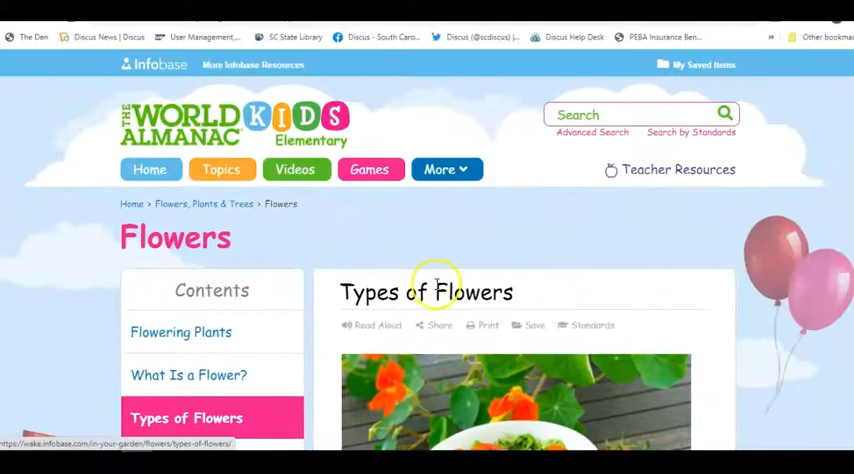 The Den Discus News | Discus User Management,... SC State Library Discus - South Caro... Discus (@scdiscus) |... Discus Help Desk PEBA Insurance Ben... » Other bookmar
Infobase More Infobase Resources My Saved Items
THE WORLD ALMANAC KIDS
Elementary
Search
Advanced Search Search by Standards
Home Topics Videos Games More Teacher Resources
Home > Flowers, Plants & Trees > Flowers
Flowers
Contents
Flowering Plants
What Is a Flower?
Types of Flowers
Types of Flowers
Read Aloud Share Print Save Standards
https://wake.infobase.com/in-your-garden/flowers/types-of-flowers/